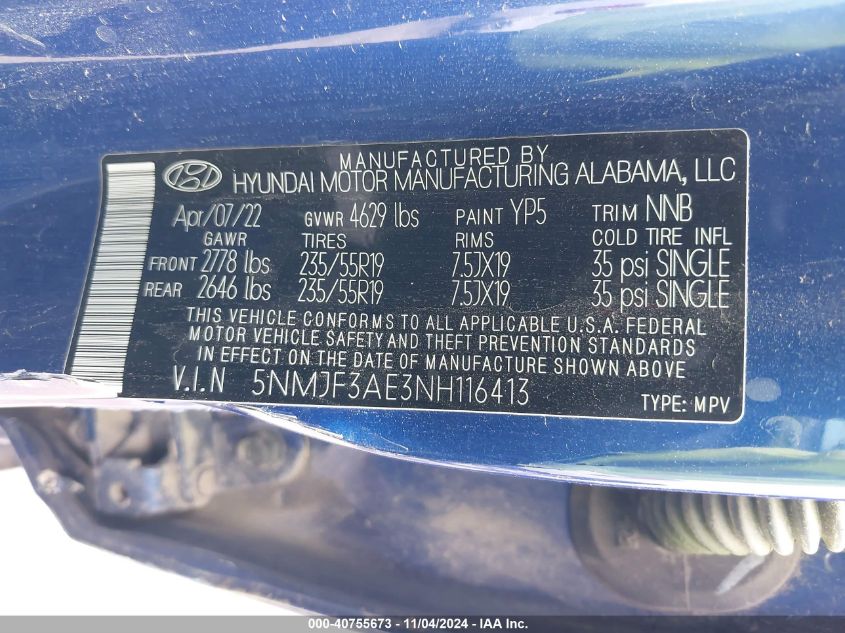 MANUFACTURED BY
HYUNDAI MOTOR MANUFACTURING ALABAMA, LLC
Apr/07/22 GVWR 4629 lbs PAINT YP5 TRIM NNB
GAWR TIRES RIMS COLD TIRE INFL
FRONT 2778 lbs 235/55R19 7.5JX19 35 psi SINGLE
REAR 2646 lbs 235/55R19 7.5JX19 35 psi SINGLE
THIS VEHICLE CONFORMS TO ALL APPLICABLE U.S.A. FEDERAL
MOTOR VEHICLE SAFETY AND THEFT PREVENTION STANDARDS
IN EFFECT ON THE DATE OF MANUFACTURE SHOWN ABOVE
V.I.N 5NMJF3AE3NH116413
TYPE: MPV
000-40755673 - 11/04/2024 - IAA Inc.